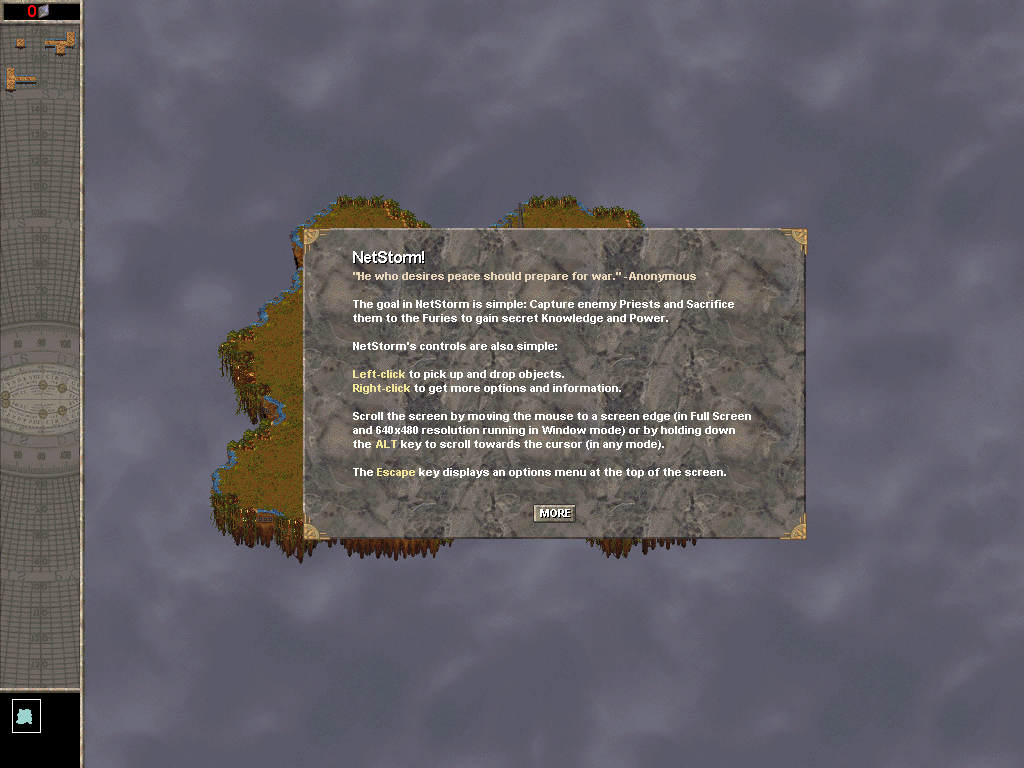 0
NetStorm!
"He who desires peace should prepare for war." - Anonymous
The goal in NetStorm is simple: Capture enemy Priests and Sacrifice
them to the Furies to gain secret Knowledge and Power.
NetStorm's controls are also simple:
Left-click to pick up and drop objects.
Right-click to get more options and information.
Scroll the screen by moving the mouse to a screen edge (in Full Screen
and 640x480 resolution running in Window mode) or by holding down
the ALT key to scroll towards the cursor (in any mode).
The Escape key displays an options menu at the top of the screen.
MORE